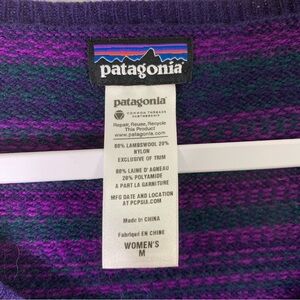 patagonia
patagonia
COMMON THREADS
PARTNERSHIP
Repair, Reuse, Recycle
This Product
www.patagonia.com
80% LAMBSWOOL 20%
NYLON
EXCLUSIVE OF TRIM
80% LAINE D'AGNEAU
20% POLYAMIDE
A PART LA GARNITURE
MFG DATE AND LOCATION
AT PCPSIA.COM
Made in CHINA
Fabriqué en CHINE
WOMEN'S
M